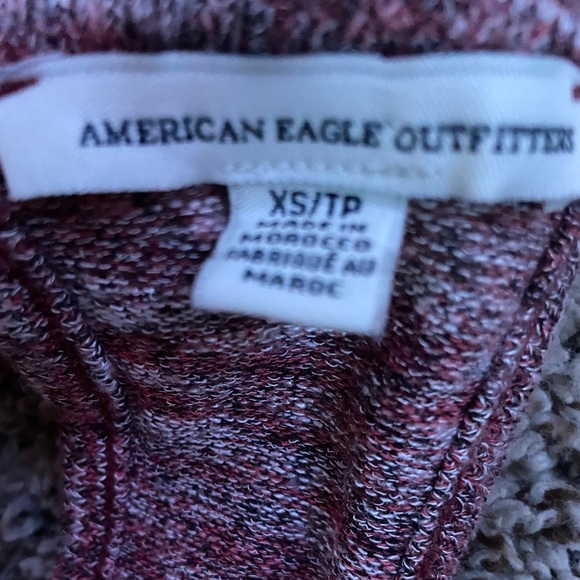 AMERICAN EAGLE OUTFITTERS
XS/TP
MADE IN
MOROCCO
FABRIQUÉ AU
MAROC